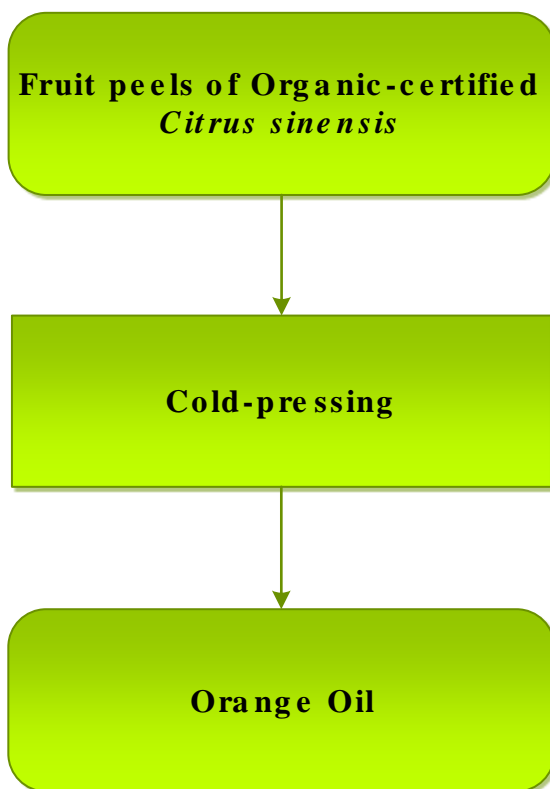 Fruit peels of Organic-certified
Citrus sinensis
Cold-pressing
Orange Oil